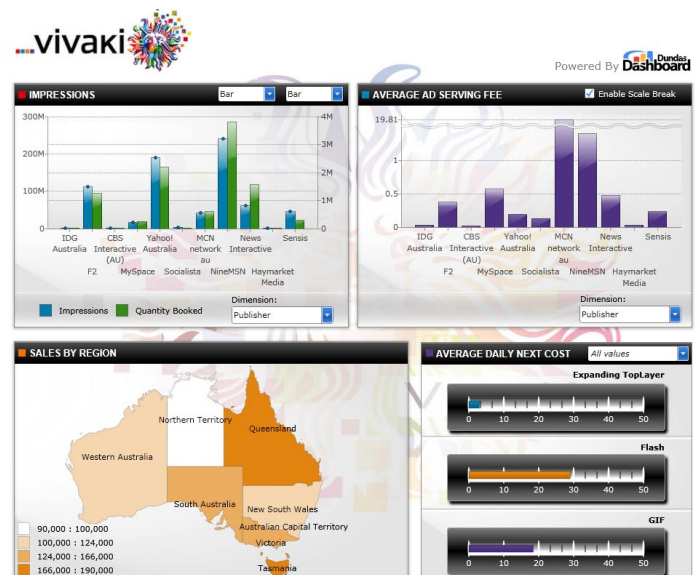 ...vivaki
Powered By Dundas Dashboard
IMPRESSIONS
Bar
Bar
300M
200M
100M
0
4M
3M
2M
1M
0
IDG Australia
F2
CBS Interactive (AU)
MySpace
Yahoo! Australia
Socialista
MCN network au
NineMSN
News Interactive
Haymarket Media
Sensis
Impressions
Quantity Booked
Dimension:
Publisher
AVERAGE AD SERVING FEE
Enable Scale Break
19.81
1
0.5
0
IDG Australia
F2
CBS Interactive (AU)
MySpace
Yahoo! Australia
Socialista
MCN network au
NineMSN
News Interactive
Haymarket Media
Sensis
Dimension:
Publisher
SALES BY REGION
Northern Territory
Queensland
Western Australia
South Australia
New South Wales
Australian Capital Territory
Victoria
Tasmania
90,000 : 100,000
100,000 : 124,000
124,000 : 166,000
166,000 : 190,000
AVERAGE DAILY NEXT COST
All values
Expanding TopLayer
0 10 20 30 40 50
Flash
0 10 20 30 40 50
GIF
0 10 20 30 40 50